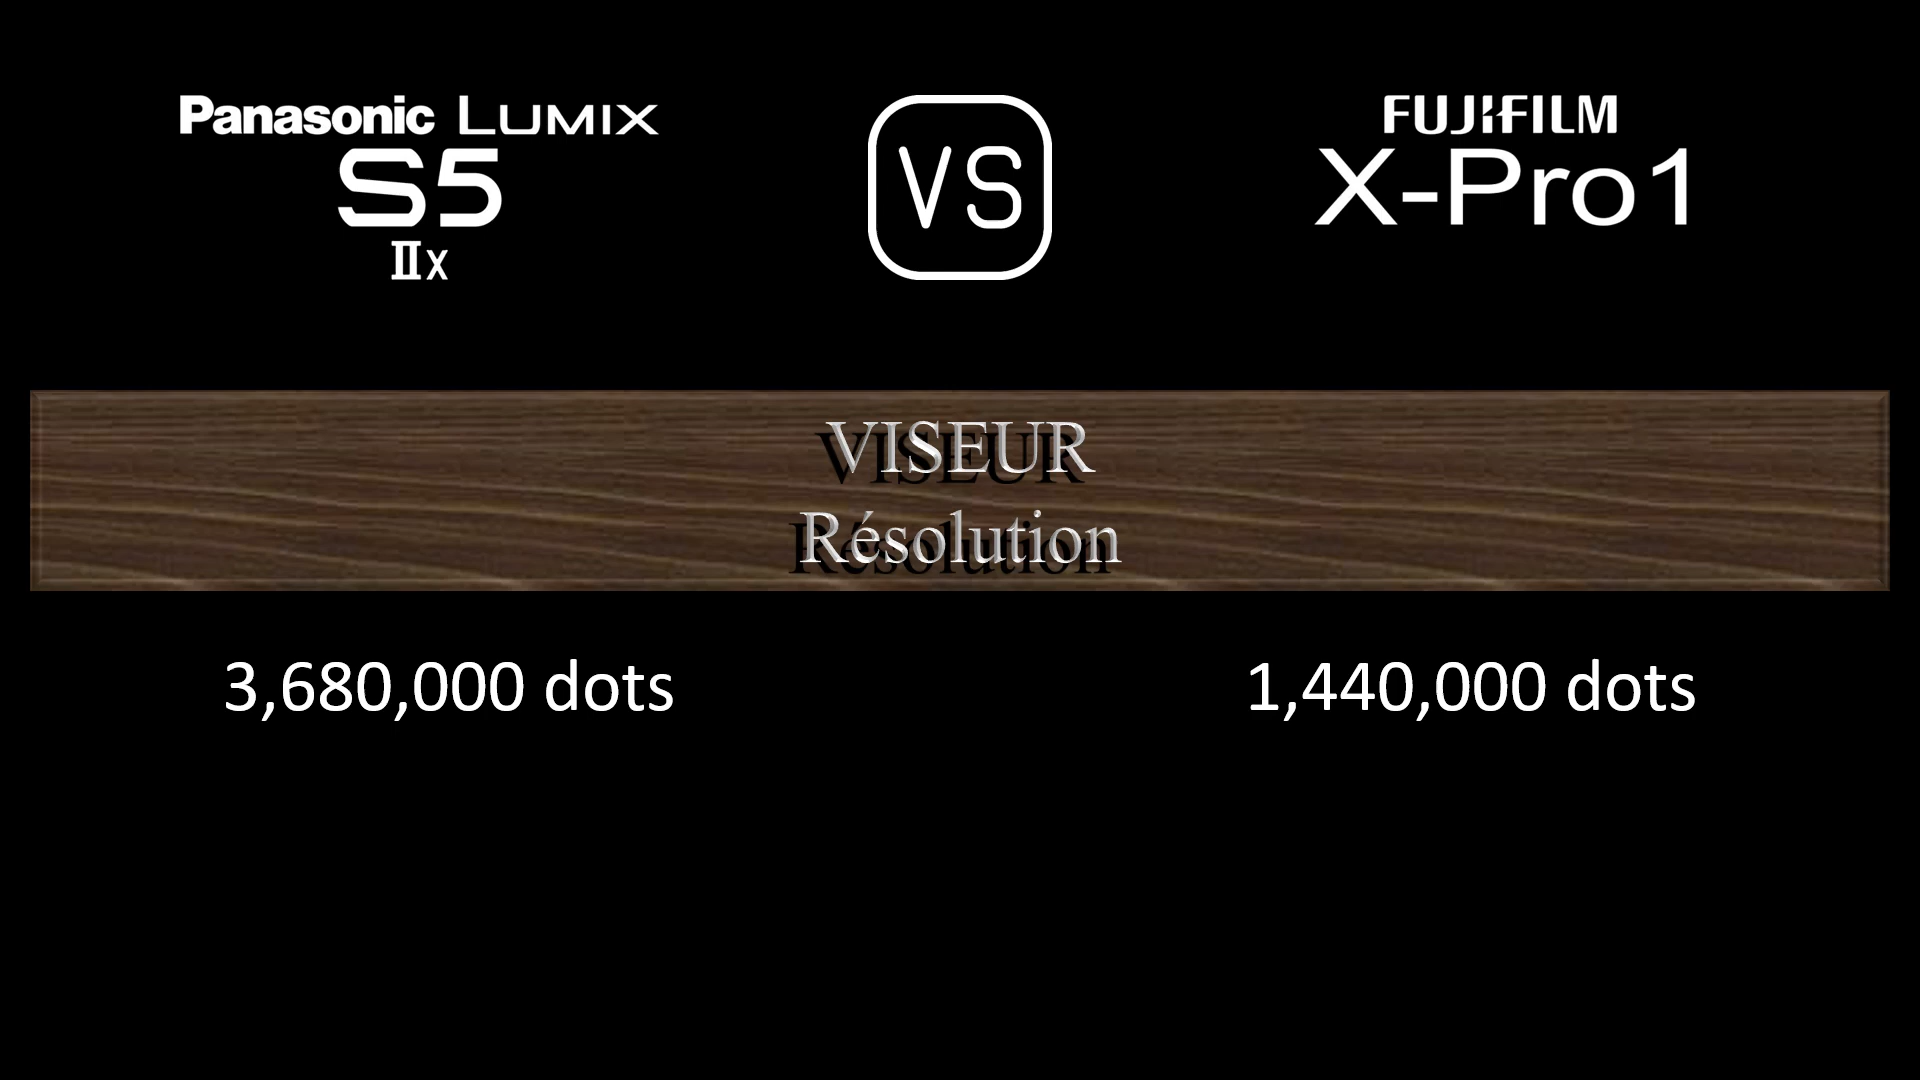 Panasonic LUMIX
S5
IIX
VS
FUJIFILM
X-Pro1
VISEUR
Résolution
3,680,000 dots
1,440,000 dots